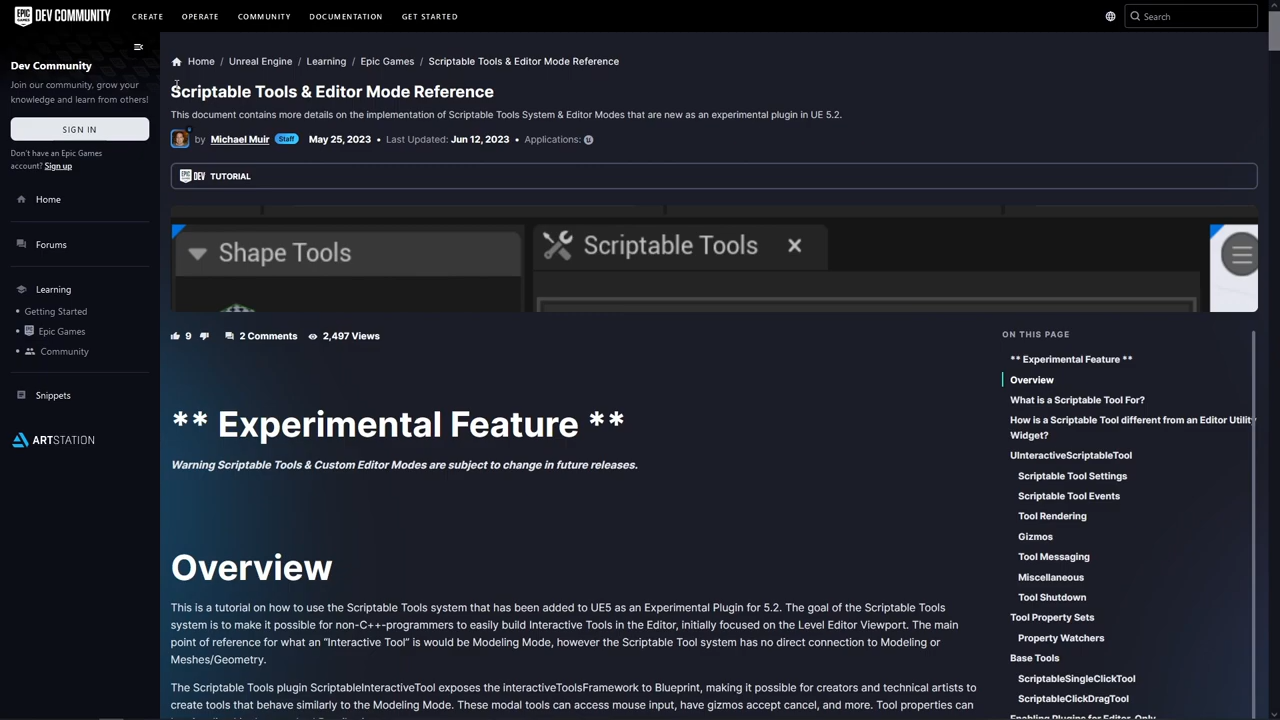 EPIC GAMES DEV COMMUNITY
CREATE
OPERATE
COMMUNITY
DOCUMENTATION
GET STARTED
Search
Dev Community
Join our community, grow your
knowledge and learn from others!
SIGN IN
Don't have an Epic Games
account? Sign up
Home
Forums
Learning
Getting Started
Epic Games
Community
Snippets
ARTSTATION
Home / Unreal Engine / Learning / Epic Games / Scriptable Tools & Editor Mode Reference
Scriptable Tools & Editor Mode Reference
This document contains more details on the implementation of Scriptable Tools System & Editor Modes that are new as an experimental plugin in UE 5.2.
by Michael Muir Staff May 25, 2023 • Last Updated: Jun 12, 2023 • Applications:
EPIC DEV TUTORIAL
Shape Tools
Scriptable Tools
9
2 Comments
2,497 Views
** Experimental Feature **
Warning Scriptable Tools & Custom Editor Modes are subject to change in future releases.
Overview
This is a tutorial on how to use the Scriptable Tools system that has been added to UE5 as an Experimental Plugin for 5.2. The goal of the Scriptable Tools
system is to make it possible for non-C++-programmers to easily build Interactive Tools in the Editor, initially focused on the Level Editor Viewport. The main
point of reference for what an “Interactive Tool” is would be Modeling Mode, however the Scriptable Tool system has no direct connection to Modeling or
Meshes/Geometry.
The Scriptable Tools plugin ScriptableInteractiveTool exposes the interactiveToolsFramework to Blueprint, making it possible for creators and technical artists to
create tools that behave similarly to the Modeling Mode. These modal tools can access mouse input, have gizmos accept cancel, and more. Tool properties can
ON THIS PAGE
** Experimental Feature **
Overview
What is a Scriptable Tool For?
How is a Scriptable Tool different from an Editor Utility
Widget?
UInteractiveScriptableTool
Scriptable Tool Settings
Scriptable Tool Events
Tool Rendering
Gizmos
Tool Messaging
Miscellaneous
Tool Shutdown
Tool Property Sets
Property Watchers
Base Tools
ScriptableSingleClickTool
ScriptableClickDragTool
Enabling Plugins for Editor-Only